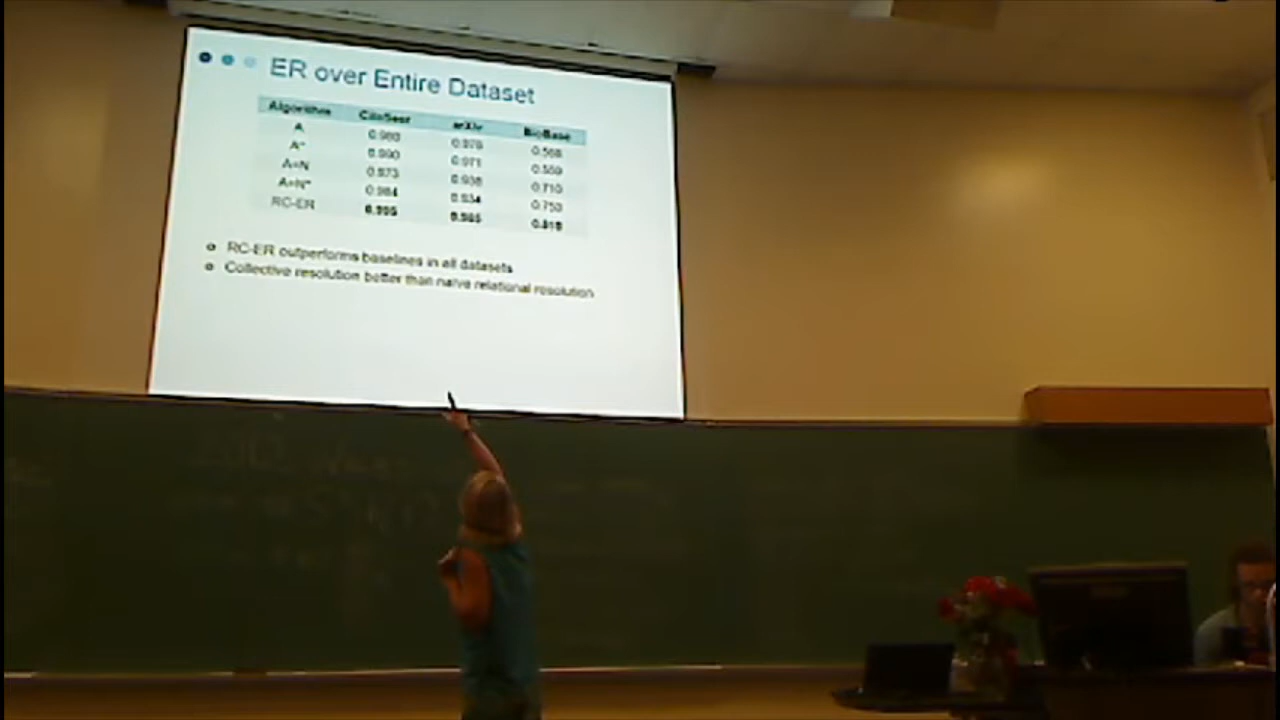 ER over Entire Dataset
Algorithm CiteSeer arXiv BioBase
A 0.980 0.976 0.568
A* 0.990 0.971 0.559
A+N 0.973 0.938 0.710
A+N* 0.984 0.934 0.753
RC-ER 0.995 0.985 0.818
RC-ER outperforms baselines in all datasets
Collective resolution better than naïve relational resolution